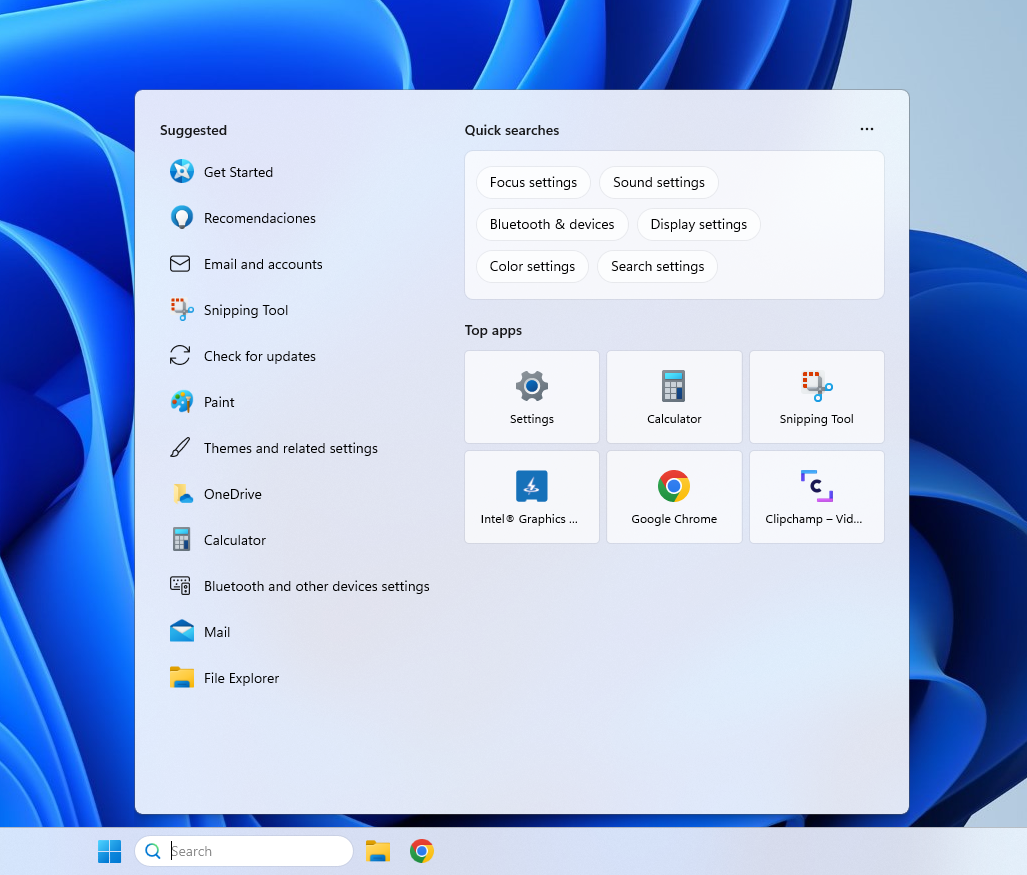 Suggested
Get Started
Recomendaciones
Email and accounts
Snipping Tool
Check for updates
Paint
Themes and related settings
OneDrive
Calculator
Bluetooth and other devices settings
Mail
File Explorer
Quick searches
Focus settings
Sound settings
Bluetooth & devices
Display settings
Color settings
Search settings
Top apps
Settings
Calculator
Snipping Tool
Intel® Graphics ...
Google Chrome
Clipchamp – Vid...
Search